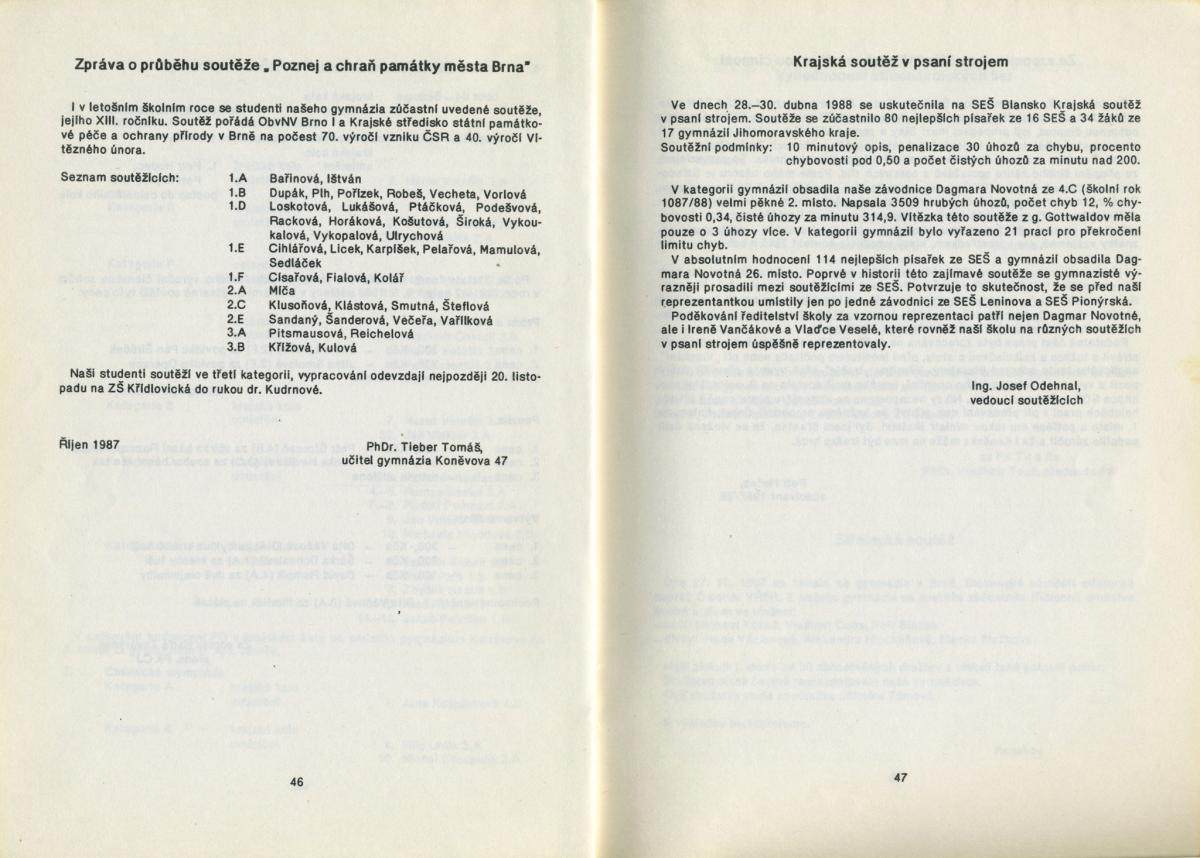 Zpráva o průběhu soutěže „Poznej a chraň památky města Brna"
I v letošním školním roce se studenti našeho gymnázia zúčastní uvedené soutěže,
jejího XIII. ročníku. Soutěž pořádá ObvNV Brno I a Krajské středisko státní památko-
vé péče a ochrany přírody v Brně na počest 70. výročí vzniku ČSR a 40. výročí Ví-
tězného února.
Seznam soutěžících: 1.A Bařinová, Ištván
1.B Dupák, Plh, Pořízek, Robeš, Vecheta, Vorlová
1.D Loskotová, Lukášová, Ptáčková, Podešvová,
Racková, Horáková, Košutová, Široká, Vykou-
kalová, Vykopalová, Ulrychová
1.E Cihlářová, Licek, Karpíšek, Pelařová, Mamulová,
Sedláček
1.F Císařová, Fialová, Kolář
2.A Míča
2.C Klusoňová, Klástová, Smutná, Šteflová
2.E Sandaný, Šanderová, Večeřa, Vařílková
3.A Pitsmausová, Reichelová
3.B Křížová, Kulová
Naši studenti soutěží ve třetí kategorii, vypracování odevzdají nejpozději 20. listo-
padu na ZŠ Křídlovická do rukou dr. Kudrnové.
Říjen 1987 PhDr. Tieber Tomáš,
učitel gymnázia Koněvova 47
46
Krajská soutěž v psaní strojem
Ve dnech 28.—30. dubna 1988 se uskutečnila na SEŠ Blansko Krajská soutěž
v psaní strojem. Soutěže se zúčastnilo 80 nejlepších písařek ze 16 SEŠ a 34 žáků ze
17 gymnázií Jihomoravského kraje.
Soutěžní podmínky: 10 minutový opis, penalizace 30 úhozů za chybu, procento
chybovosti pod 0,50 a počet čistých úhozů za minutu nad 200.
V kategorii gymnázií obsadila naše závodnice Dagmara Novotná ze 4.C (školní rok
1087/88) velmi pěkné 2. místo. Napsala 3509 hrubých úhozů, počet chyb 12, % chy-
bovosti 0,34, čisté úhozy za minutu 314,9. Vítězka této soutěže z g. Gottwaldov měla
pouze o 3 úhozy více. V kategorii gymnázií bylo vyřazeno 21 prací pro překročení
limitu chyb.
V absolutním hodnocení 114 nejlepších písařek ze SEŠ a gymnázií obsadila Dag-
mara Novotná 26. místo. Poprvé v historii této zajímavé soutěže se gymnazisté vý-
razněji prosadili mezi soutěžícími ze SEŠ. Potvrzuje to skutečnost, že se před naši
reprezentantkou umístily jen po jedné závodnici ze SEŠ Leninova a SEŠ Pionýrská.
Poděkování ředitelství školy za vzornou reprezentaci patří nejen Dagmar Novotné,
ale i Ireně Vančákové a Vlaďce Veselé, které rovněž naši školu na různých soutěžích
v psaní strojem úspěšně reprezentovaly.
Ing. Josef Odehnal,
vedoucí soutěžících
47